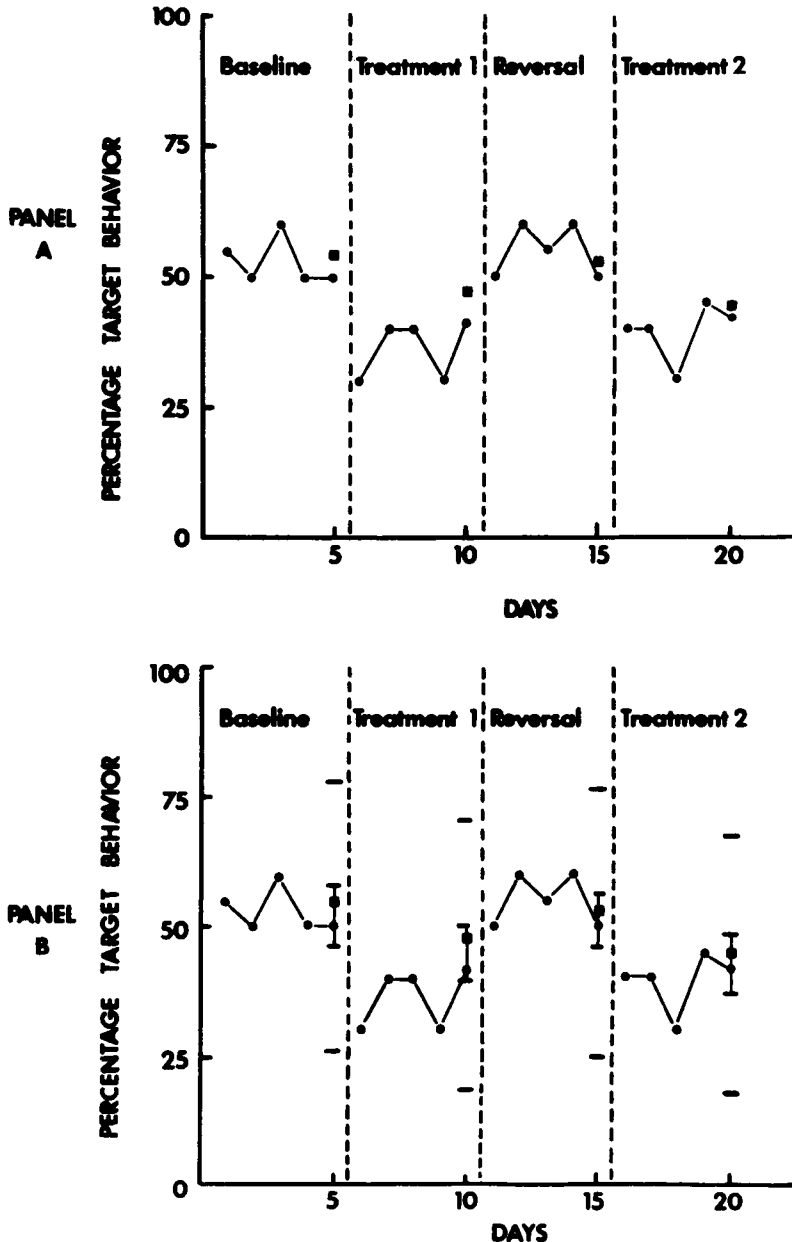 100
Baseline Treatment 1 Reversal Treatment 2
75
PANEL
A
PERCENTAGE TARGET BEHAVIOR
50
25
0
5 10 15 20
DAYS
100
Baseline Treatment 1 Reversal Treatment 2
75
PANEL
B
PERCENTAGE TARGET BEHAVIOR
50
25
0
5 10 15 20
DAYS